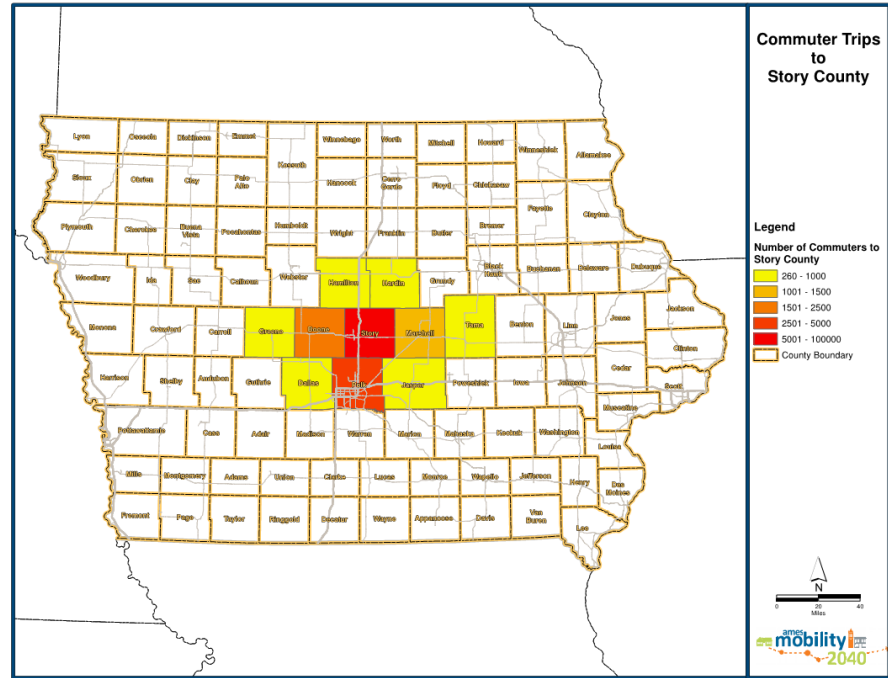 Commuter Trips
to
Story County
Lyon Osceola Dickinson Emmet Winnebago Worth Mitchell Howard Winneshiek Allamakee
Kossuth
Sioux Obrien Clay Palo Alto Hancock Cerro Gordo Floyd Chickasaw
Fayette Clayton
Plymouth Cherokee Buena Vista Pocahontas Humboldt Wright Franklin Butler Bremer
Woodbury Ida Sac Calhoun Webster Hamilton Hardin Grundy Black Hawk Buchanan Delaware Dubuque
Monona Crawford Carroll Greene Boone Story Marshall Tama Benton Linn Jones Jackson
Clinton
Cedar
Harrison Shelby Audubon Guthrie Dallas Polk Jasper Poweshiek Iowa Johnson Scott
Muscatine
Pottawattamie Cass Adair Madison Warren Marion Mahaska Keokuk Washington Louisa
Mills Montgomery Adams Union Clarke Lucas Monroe Wapello Jefferson Henry Des Moines
Fremont Page Taylor Ringgold Decatur Wayne Appanoose Davis Van Buren Lee
Legend
Number of Commuters to
Story County
260 - 1000
1001 - 1500
1501 - 2500
2501 - 5000
5001 - 100000
County Boundary
N
0 20 40
Miles
ames
mobility
2040